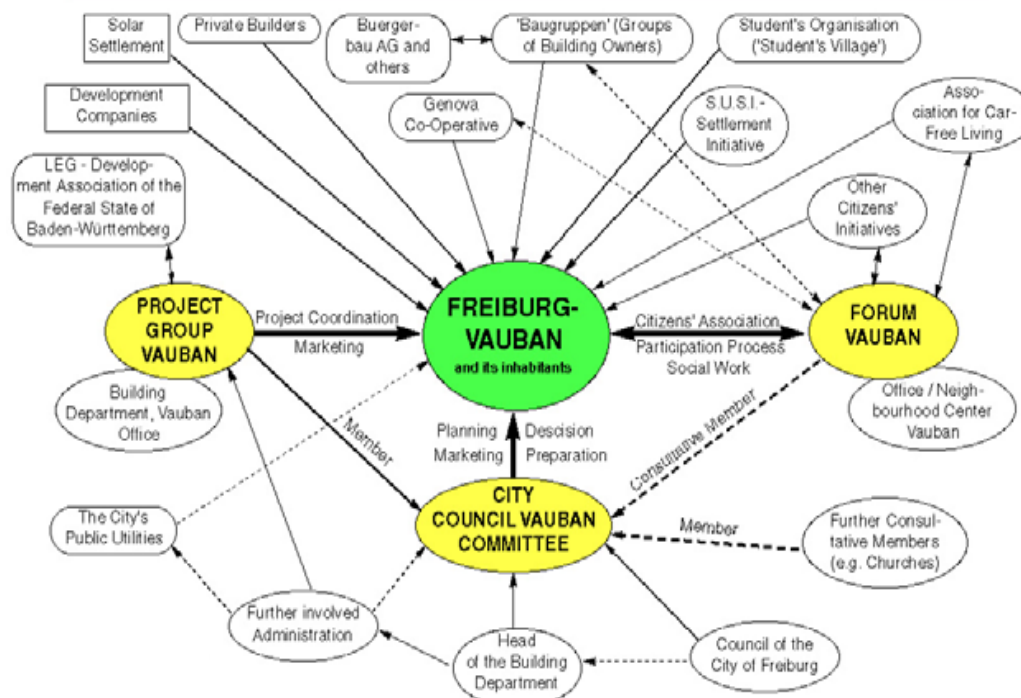 Solar
Settlement
Private Builders
Buerger-
bau AG and
others
'Baugruppen' (Groups
of Building Owners)
Student's Organisation
('Student's Village')
Development
Companies
Genova
Co-Operative
S.U.S.I.-
Settlement
Initiative
Asso-
ciation for Car-
Free Living
LEG - Develop-
ment Association of the
Federal State of
Baden-Württemberg
Other
Citizens'
Initiatives
PROJECT
GROUP
VAUBAN
Project Coordination
Marketing
FREIBURG-
VAUBAN
and its inhabitants
Citizens' Association
Participation Process
Social Work
FORUM
VAUBAN
Building
Department, Vauban
Office
Office / Neigh-
bourhood Center
Vauban
Member
Planning
Marketing
Descision
Preparation
Consulsive Member
CITY
COUNCIL VAUBAN
COMMITTEE
Member
The City's
Public Utilities
Further Consul-
tative Members
(e.g. Churches)
Further involved
Administration
Head
of the Building
Department
Council of the
City of Freiburg